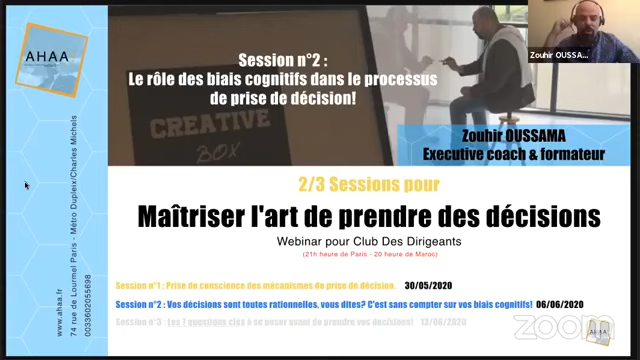 AHAA
Session n°2 :
Le rôle des biais cognitifs dans le processus
de prise de décision!
Zouhir OUSSA...
CREATIVE
BOX
Zouhir OUSSAMA
Executive coach & formateur
2/3 Sessions pour
Maîtriser l'art de prendre des décisions
Webinar pour Club Des Dirigeants
(21h heure de Paris - 20 heure de Maroc)
Session n°1 : Prise de conscience des mécanismes de prise de décision. 30/05/2020
Session n°2 : Vos décisions sont toutes rationnelles, vous dites? C'est sans compter sur vos biais cognitifs! 06/06/2020
Session n°3 : Les 7 questions clés à se poser avant de prendre vos décisions! 13/06/2020
www.ahaa.fr
74 rue de Lourmel Paris - Métro Dupleix/Charles Michels
0033602055698
zoom